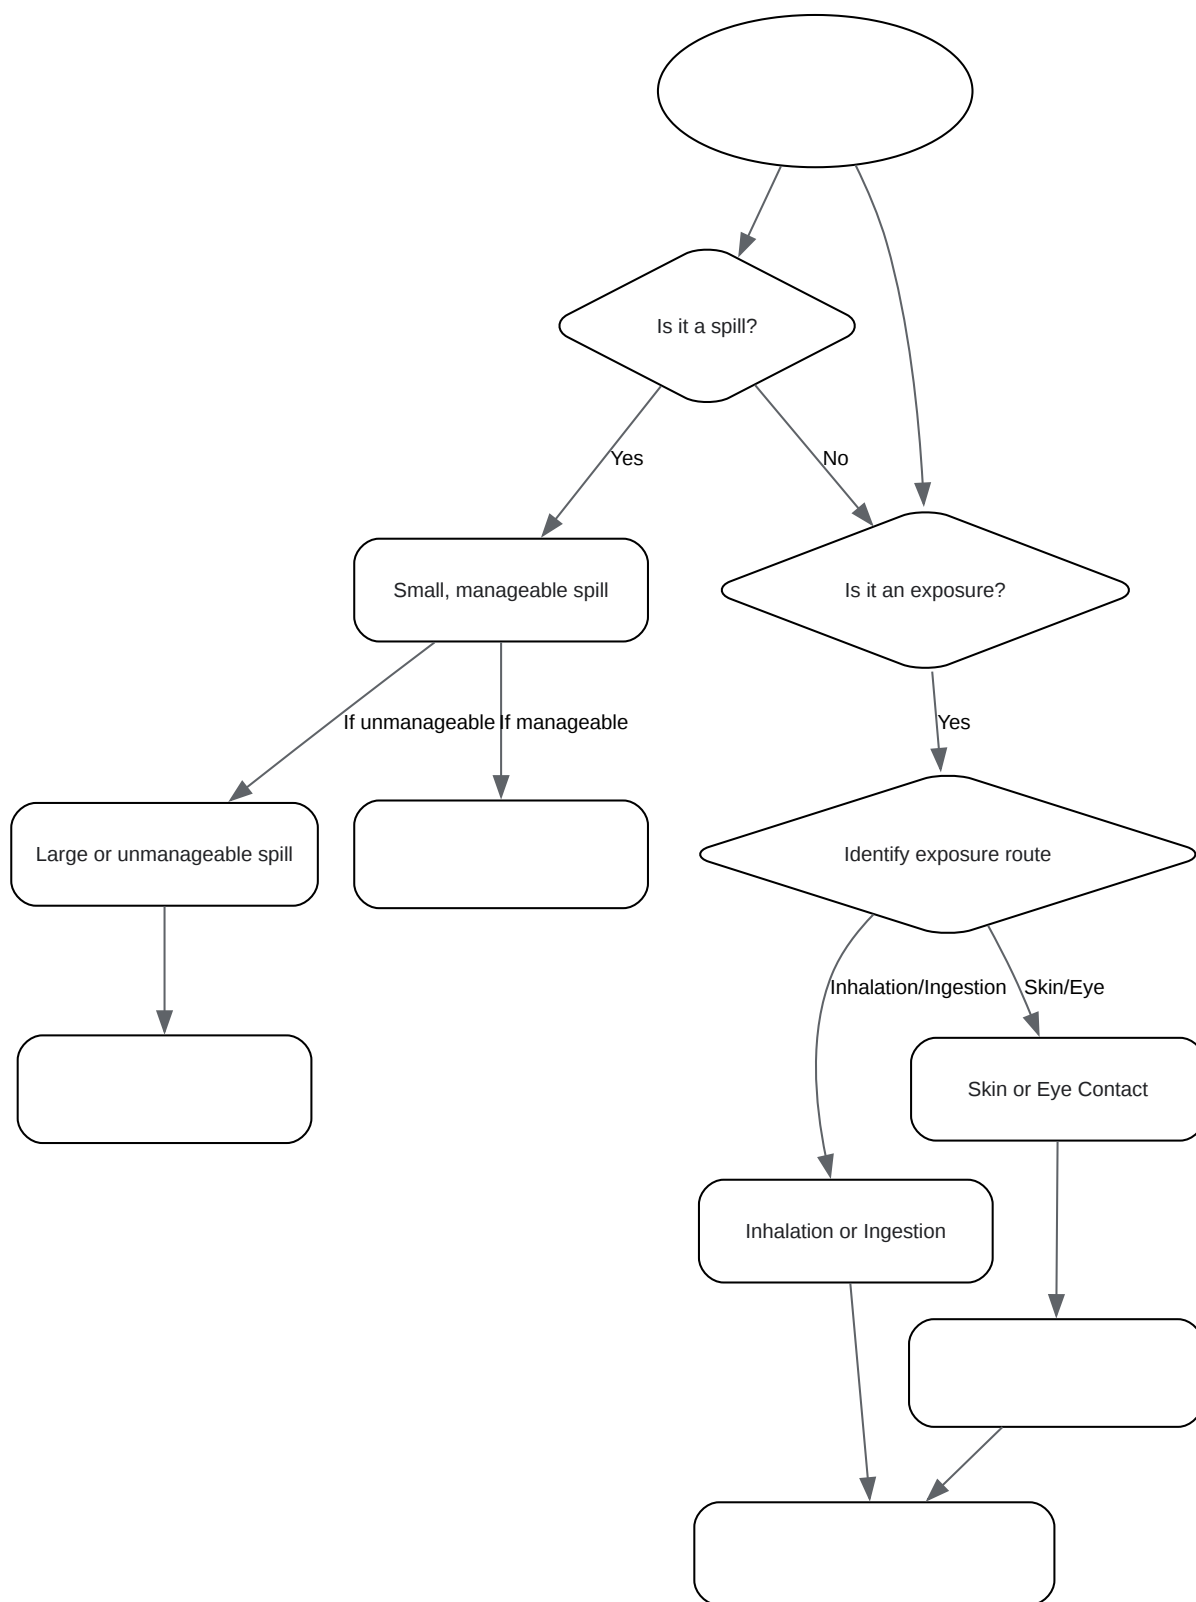 Is it a spill?
Yes
No
Small, manageable spill
Is it an exposure?
If unmanageable
If manageable
Yes
Large or unmanageable spill
Identify exposure route
Inhalation/Ingestion
Skin/Eye
Skin or Eye Contact
Inhalation or Ingestion